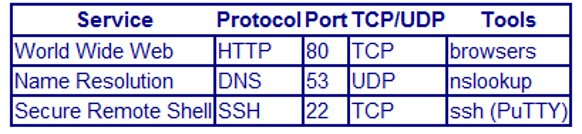 Service Protocol Port TCP/UDP Tools
World Wide Web HTTP 80 TCP browsers
Name Resolution DNS 53 UDP nslookup
Secure Remote Shell SSH 22 TCP ssh (PuTTY)